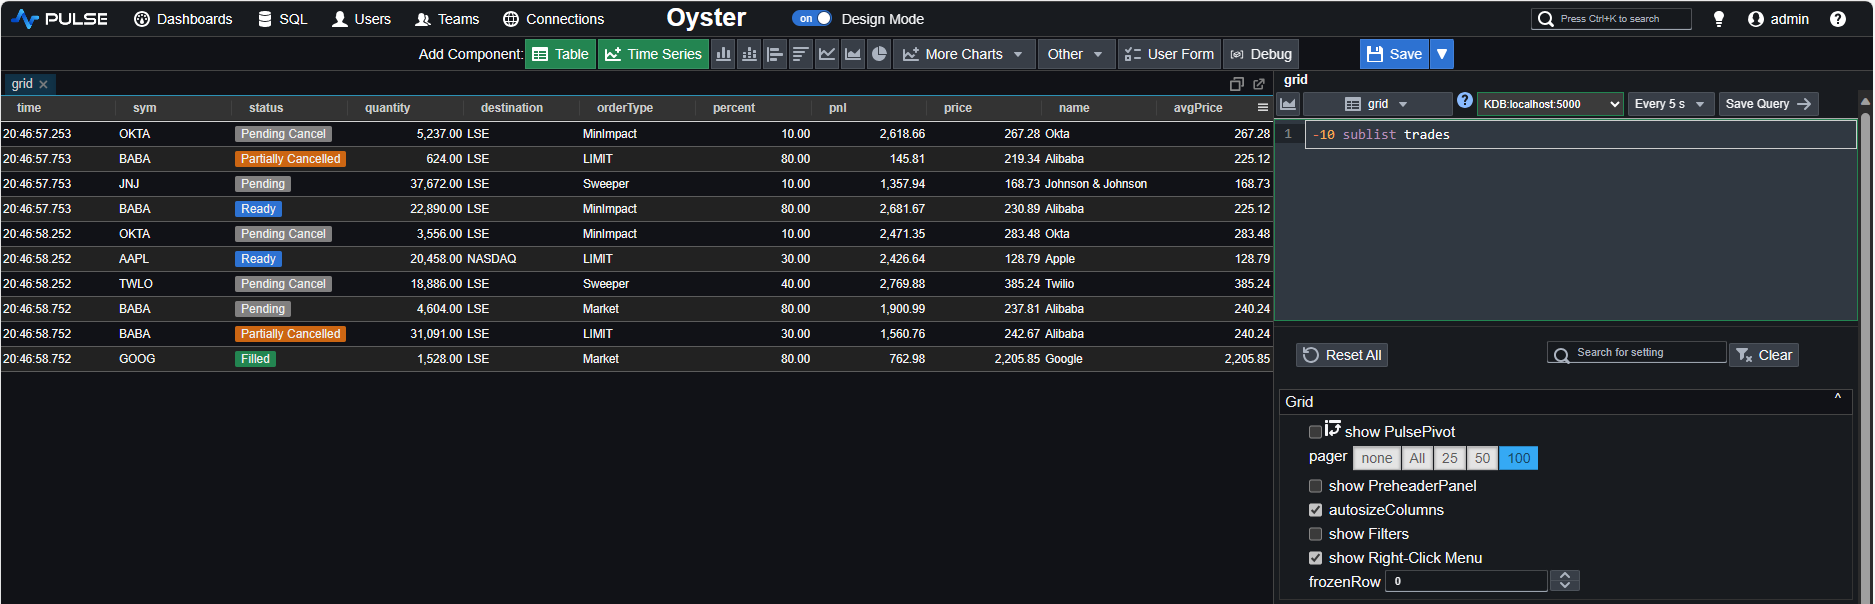 PULSE Dashboards SQL Users Teams Connections Oyster on Design Mode Press Ctrl+K to search admin ?
Add Component: Table Time Series More Charts Other User Form Debug Save ▼
grid ×
time sym status quantity destination orderType percent pnl price name avgPrice
20:46:57.253 OKTA Pending Cancel 5,237.00 LSE MinImpact 10.00 2,618.66 267.28 Okta 267.28
20:46:57.753 BABA Partially Cancelled 624.00 LSE LIMIT 80.00 145.81 219.34 Alibaba 225.12
20:46:57.753 JNJ Pending 37,672.00 LSE Sweeper 10.00 1,357.94 168.73 Johnson & Johnson 168.73
20:46:57.753 BABA Ready 22,890.00 LSE MinImpact 80.00 2,681.67 230.89 Alibaba 225.12
20:46:58.252 OKTA Pending Cancel 3,556.00 LSE MinImpact 10.00 2,471.35 283.48 Okta 283.48
20:46:58.252 AAPL Ready 20,458.00 NASDAQ LIMIT 30.00 2,426.64 128.79 Apple 128.79
20:46:58.252 TWLO Pending Cancel 18,886.00 LSE Sweeper 40.00 2,769.88 385.24 Twilio 385.24
20:46:58.752 BABA Pending 4,604.00 LSE Market 80.00 1,900.99 237.81 Alibaba 240.24
20:46:58.752 BABA Partially Cancelled 31,091.00 LSE LIMIT 30.00 1,560.76 242.67 Alibaba 240.24
20:46:58.752 GOOG Filled 1,528.00 LSE Market 80.00 762.98 2,205.85 Google 2,205.85
grid
grid ? KDB:localhost:5000 Every 5 s Save Query
1 -10 sublist trades
Reset All Search for setting Clear
Grid ^
show PulsePivot
pager none All 25 50 100
show PreheaderPanel
autosizeColumns
show Filters
show Right-Click Menu
frozenRow 0